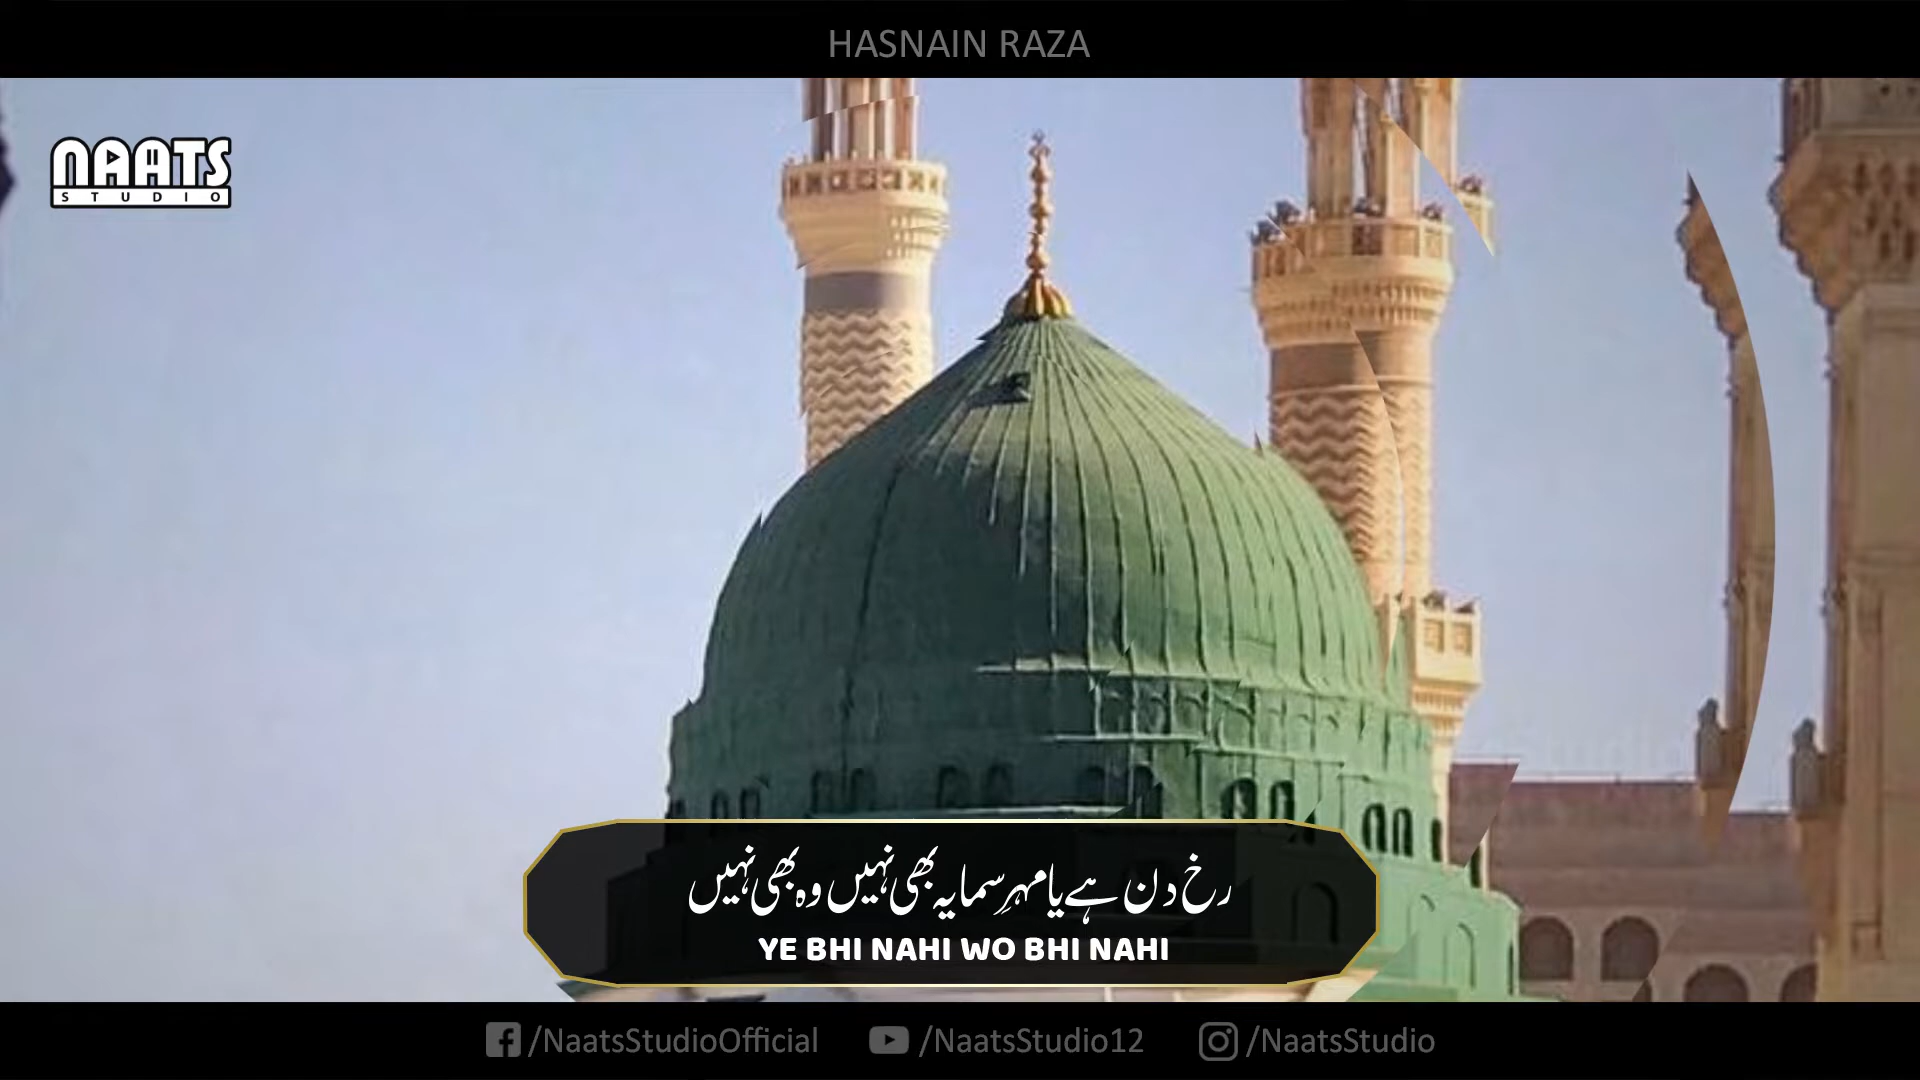 HASNAIN RAZA
NAATS
STUDIO
رخ دن ہے یا مہرِ سما یہ بھی نہیں وہ بھی نہیں
YE BHI NAHI WO BHI NAHI
/NaatsStudioOfficial /NaatsStudio12 /NaatsStudio